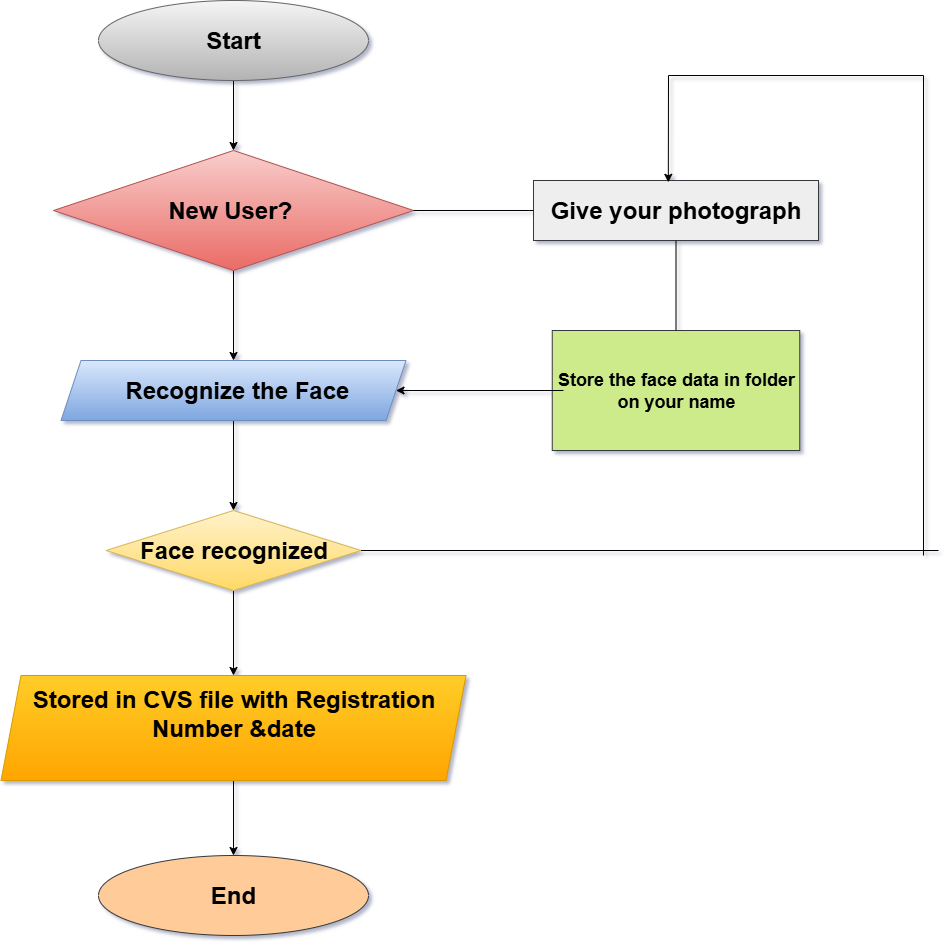 Start
New User?
Give your photograph
Recognize the Face
Store the face data in folder
on your name
Face recognized
Stored in CVS file with Registration
Number &date
End